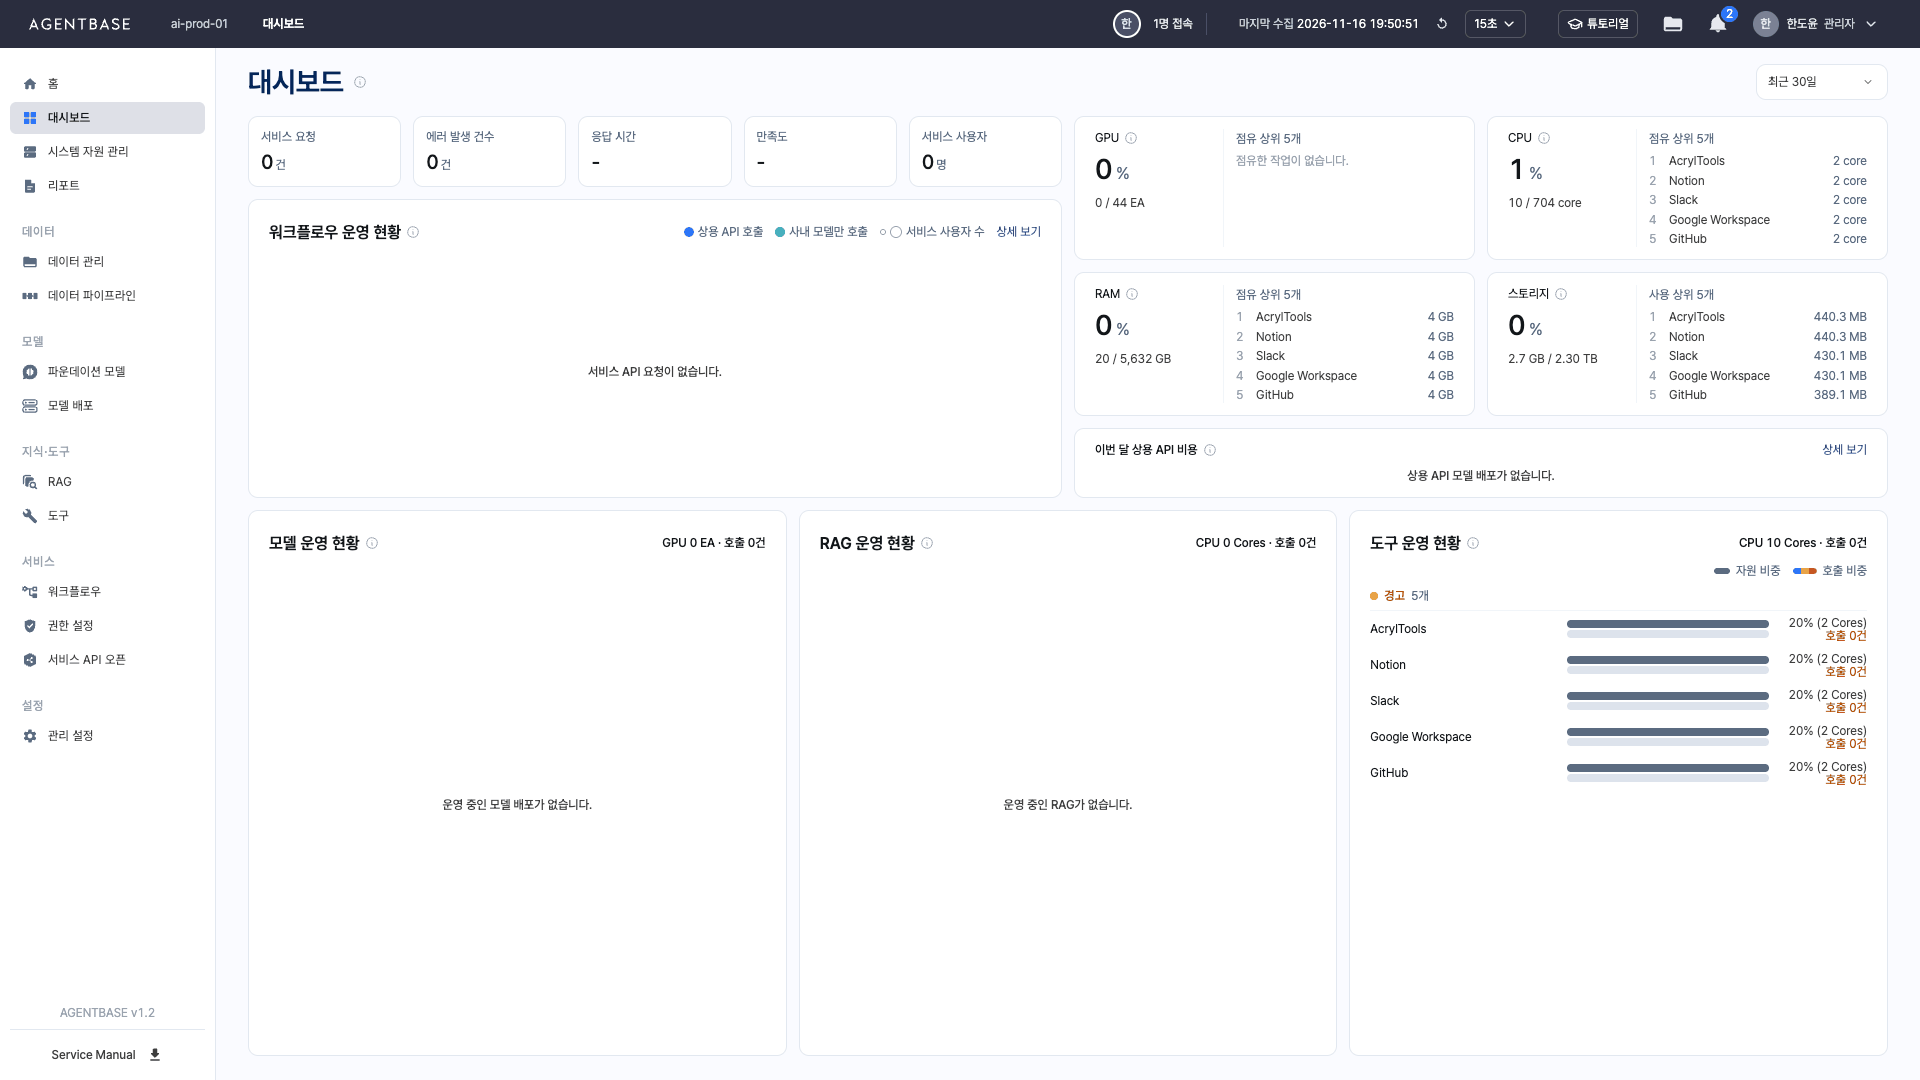 AGENTBASE
ai-prod-01
대시보드
한
1명 접속
마지막 수집 2026-11-16 19:50:51
15초
튜토리얼
2
한
한도윤 관리자
홈
대시보드
시스템 자원 관리
리포트
데이터
데이터 관리
데이터 파이프라인
모델
파운데이션 모델
모델 배포
지식·도구
RAG
도구
서비스
워크플로우
권한 설정
서비스 API 오픈
설정
관리 설정
AGENTBASE v1.2
Service Manual
대시보드
최근 30일
서비스 요청
0 건
에러 발생 건수
0 건
응답 시간
-
만족도
-
서비스 사용자
0 명
워크플로우 운영 현황
상용 API 호출
사내 모델만 호출
서비스 사용자 수
상세 보기
서비스 API 요청이 없습니다.
GPU
0 %
0 / 44 EA
점유 상위 5개
점유한 작업이 없습니다.
CPU
1 %
10 / 704 core
점유 상위 5개
1 AcrylTools 2 core
2 Notion 2 core
3 Slack 2 core
4 Google Workspace 2 core
5 GitHub 2 core
RAM
0 %
20 / 5,632 GB
점유 상위 5개
1 AcrylTools 4 GB
2 Notion 4 GB
3 Slack 4 GB
4 Google Workspace 4 GB
5 GitHub 4 GB
스토리지
0 %
2.7 GB / 2.30 TB
사용 상위 5개
1 AcrylTools 440.3 MB
2 Notion 440.3 MB
3 Slack 430.1 MB
4 Google Workspace 430.1 MB
5 GitHub 389.1 MB
이번 달 상용 API 비용
상세 보기
상용 API 모델 배포가 없습니다.
모델 운영 현황
GPU 0 EA · 호출 0건
운영 중인 모델 배포가 없습니다.
RAG 운영 현황
CPU 0 Cores · 호출 0건
운영 중인 RAG가 없습니다.
도구 운영 현황
CPU 10 Cores · 호출 0건
자원 비중
호출 비중
경고 5개
AcrylTools
20% (2 Cores)
호출 0건
Notion
20% (2 Cores)
호출 0건
Slack
20% (2 Cores)
호출 0건
Google Workspace
20% (2 Cores)
호출 0건
GitHub
20% (2 Cores)
호출 0건